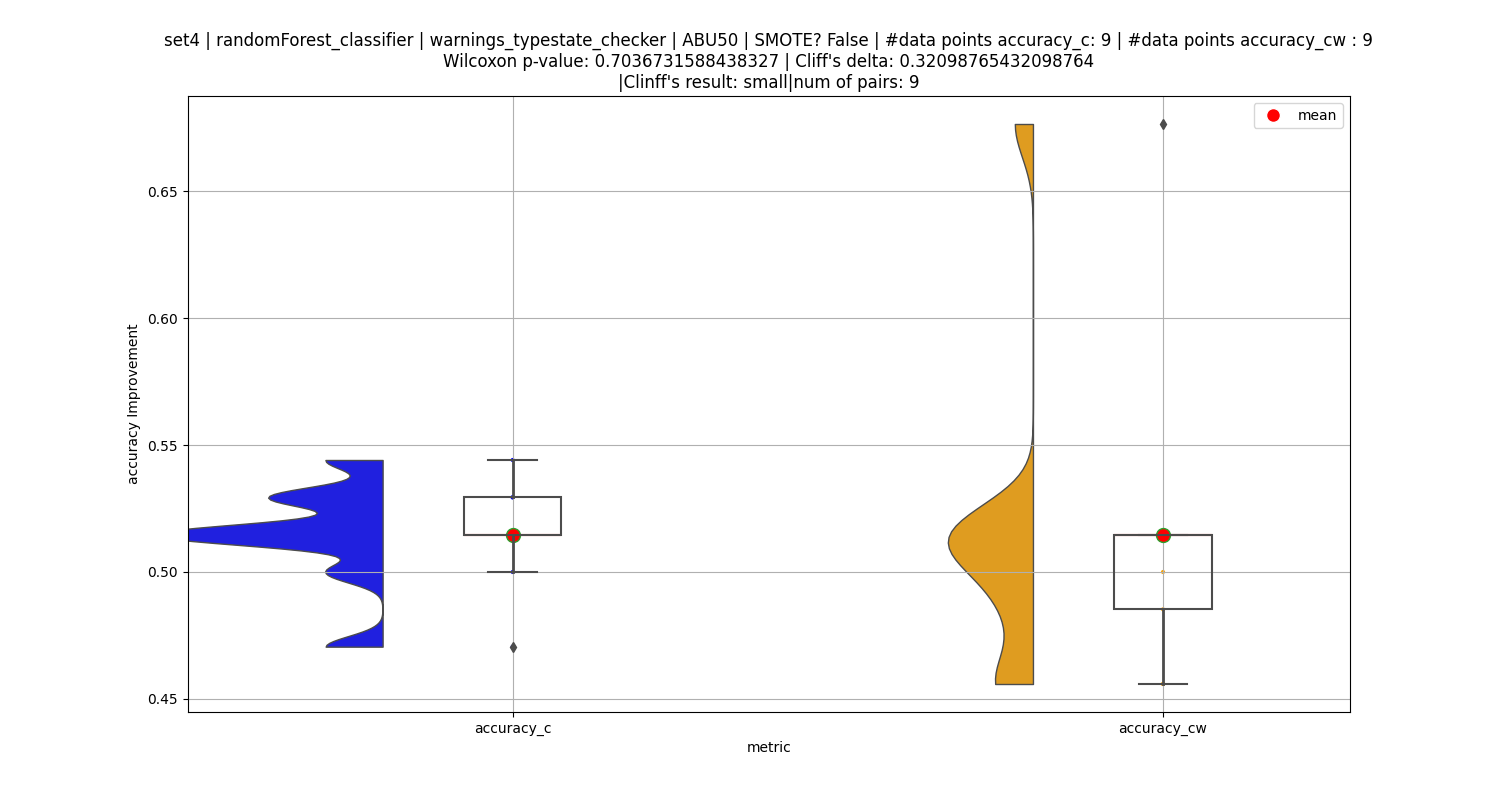 set4 | randomForest_classifier | warnings_typestate_checker | ABU50 | SMOTE? False | #data points accuracy_c: 9 | #data points accuracy_cw : 9
Wilcoxon p-value: 0.7036731588438327 | Cliff's delta: 0.32098765432098764
|Clinff's result: small|num of pairs: 9
mean
accuracy Improvement
0.65
0.60
0.55
0.50
0.45
accuracy_c
accuracy_cw
metric